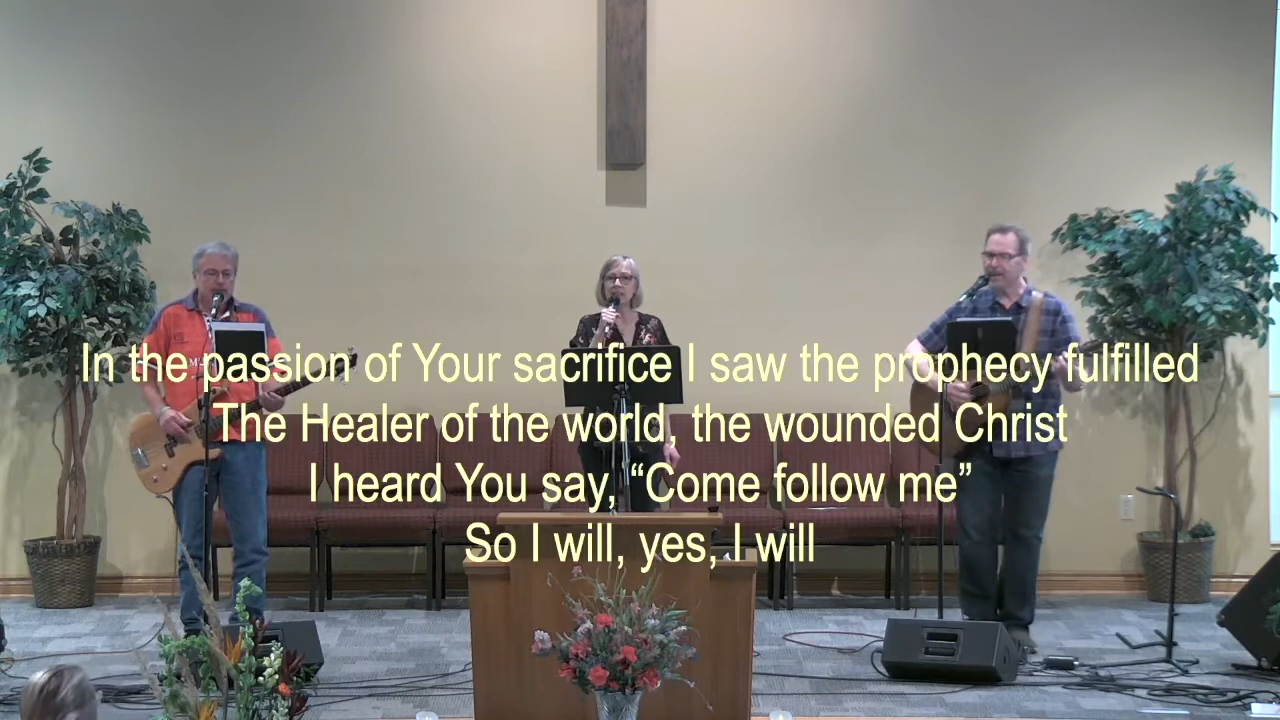 In the passion of Your sacrifice I saw the prophecy fulfilled
The Healer of the world, the wounded Christ
I heard You say, “Come follow me”
So I will, yes, I will